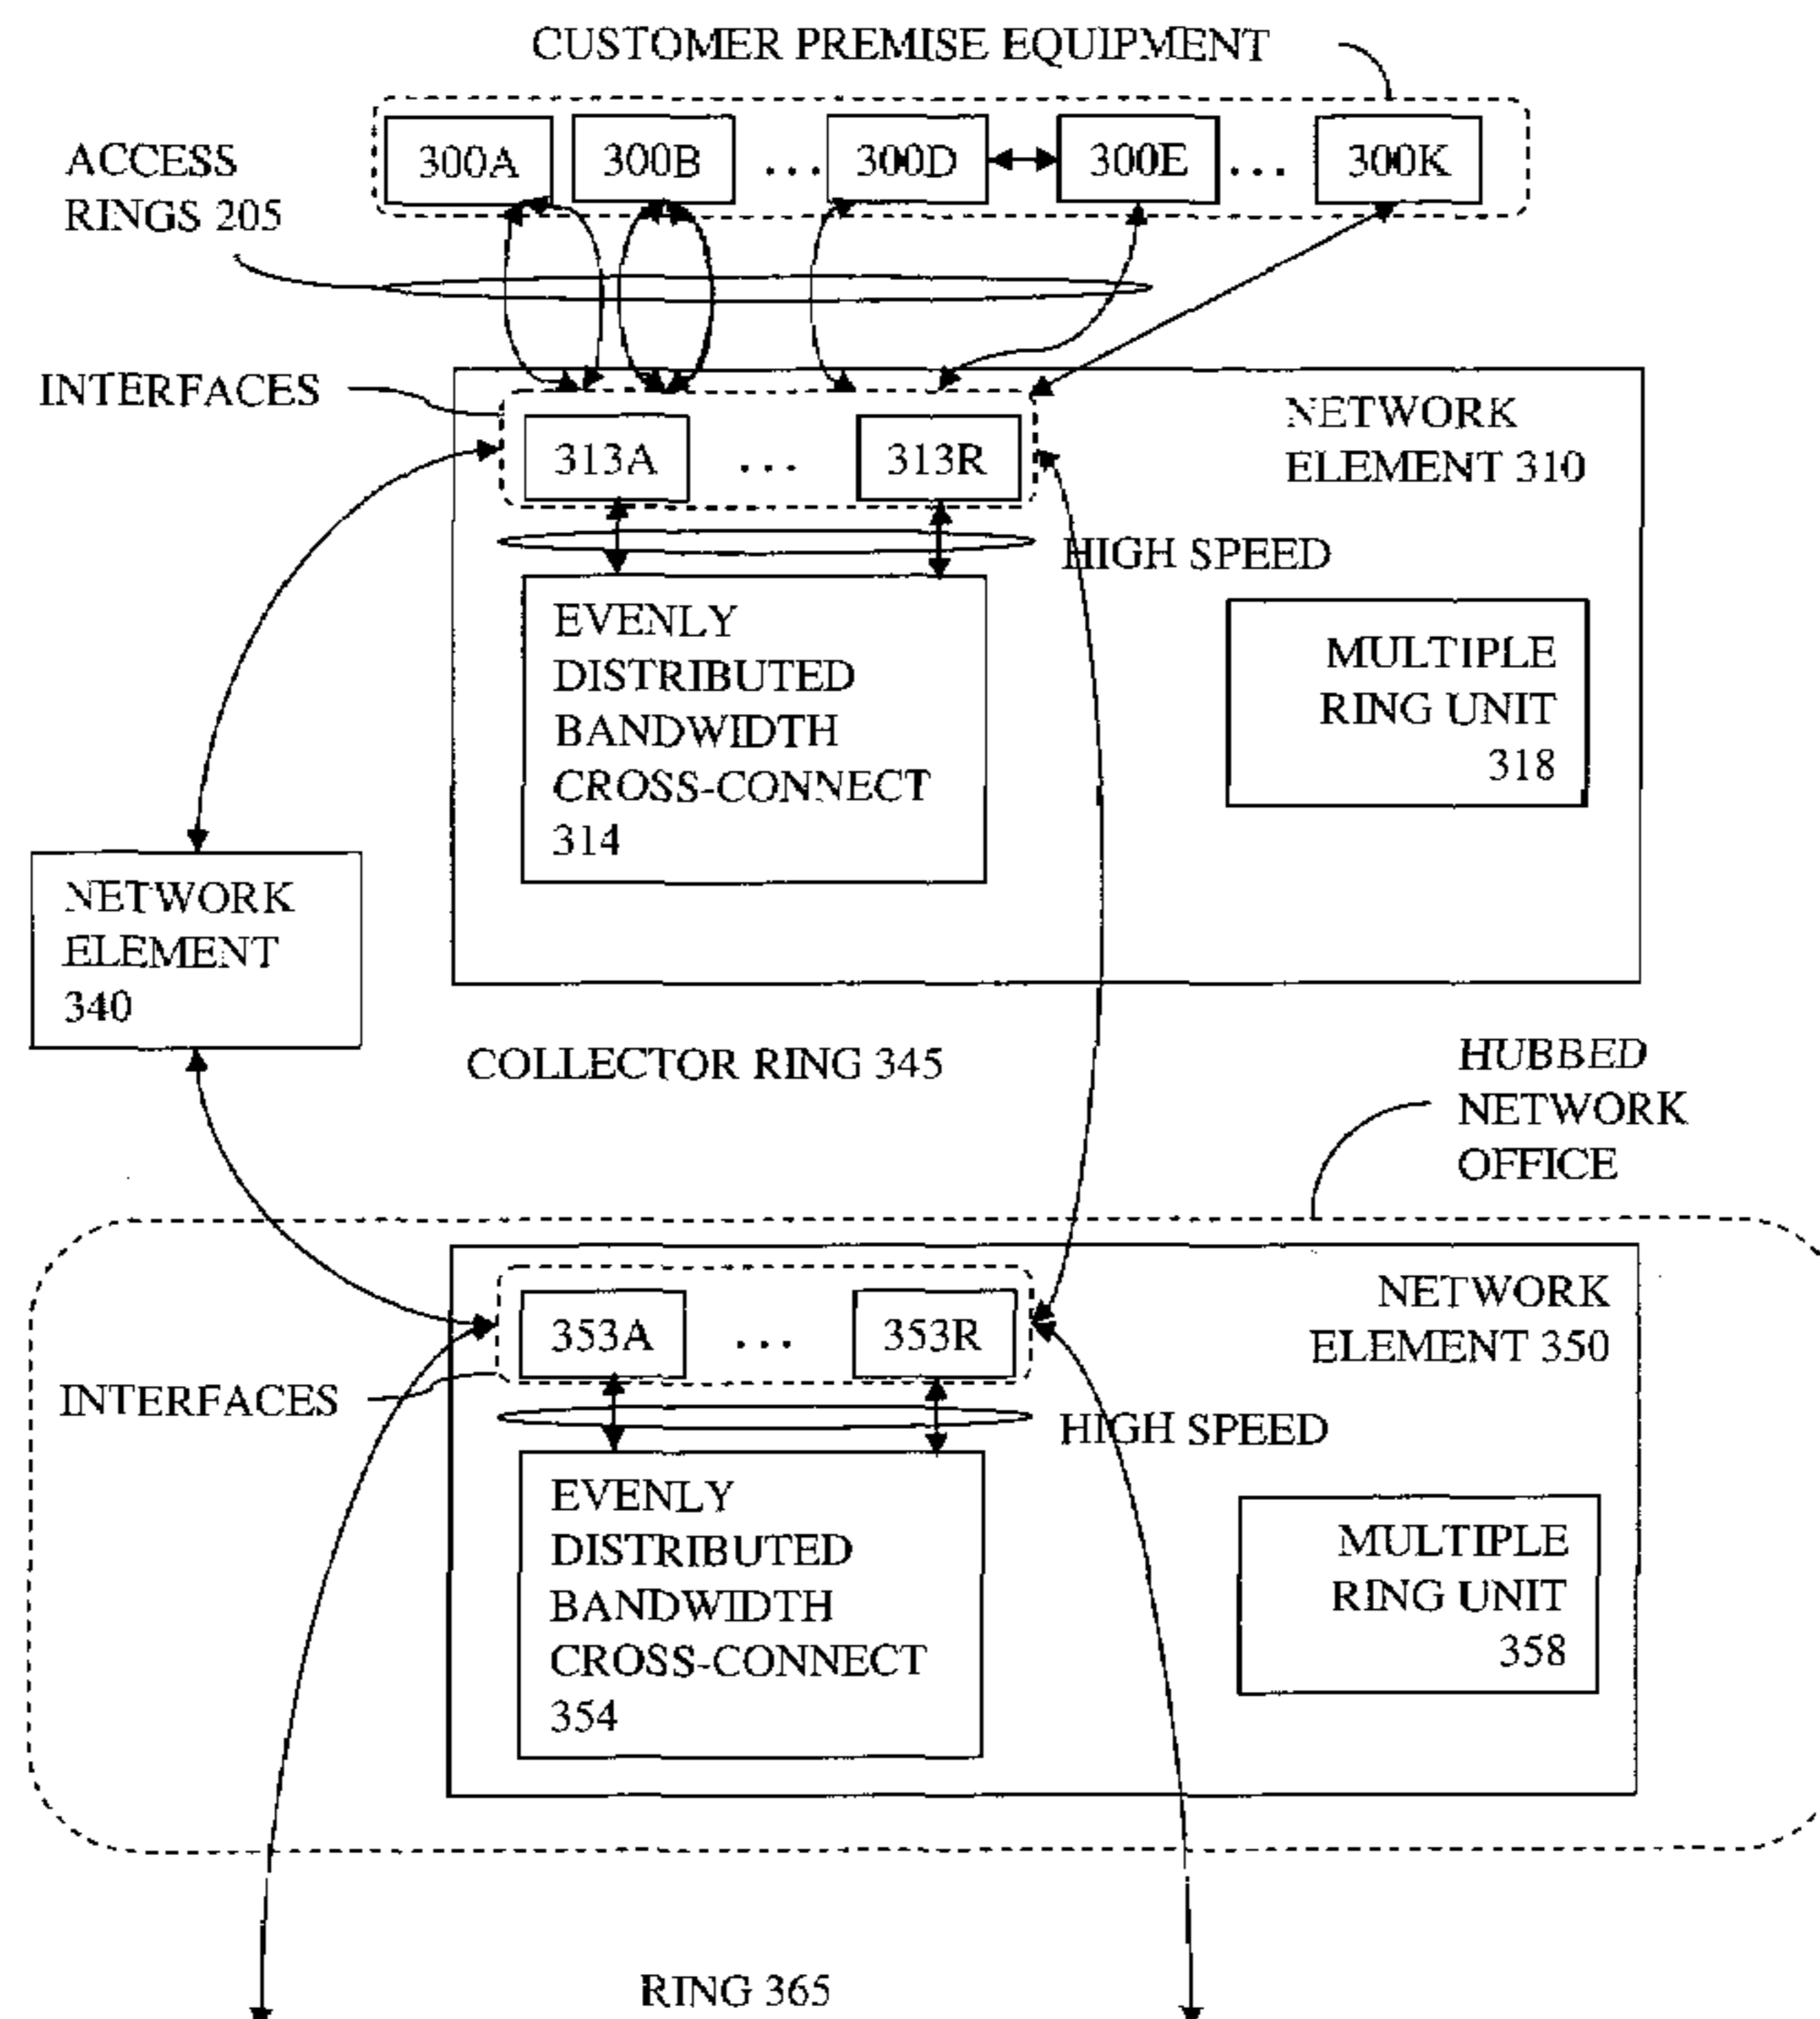 CUSTOMER PREMISE EQUIPMENT
ACCESS
RINGS 205
300A
300B
...
300D
300E
...
300K
INTERFACES
313A
...
313R
NETWORK
ELEMENT 310
HIGH SPEED
EVENLY
DISTRIBUTED
BANDWIDTH
CROSS-CONNECT
314
MULTIPLE
RING UNIT
318
NETWORK
ELEMENT
340
COLLECTOR RING 345
HUBBED
NETWORK
OFFICE
353A
...
353R
NETWORK
ELEMENT 350
INTERFACES
HIGH SPEED
EVENLY
DISTRIBUTED
BANDWIDTH
CROSS-CONNECT
354
MULTIPLE
RING UNIT
358
RING 365